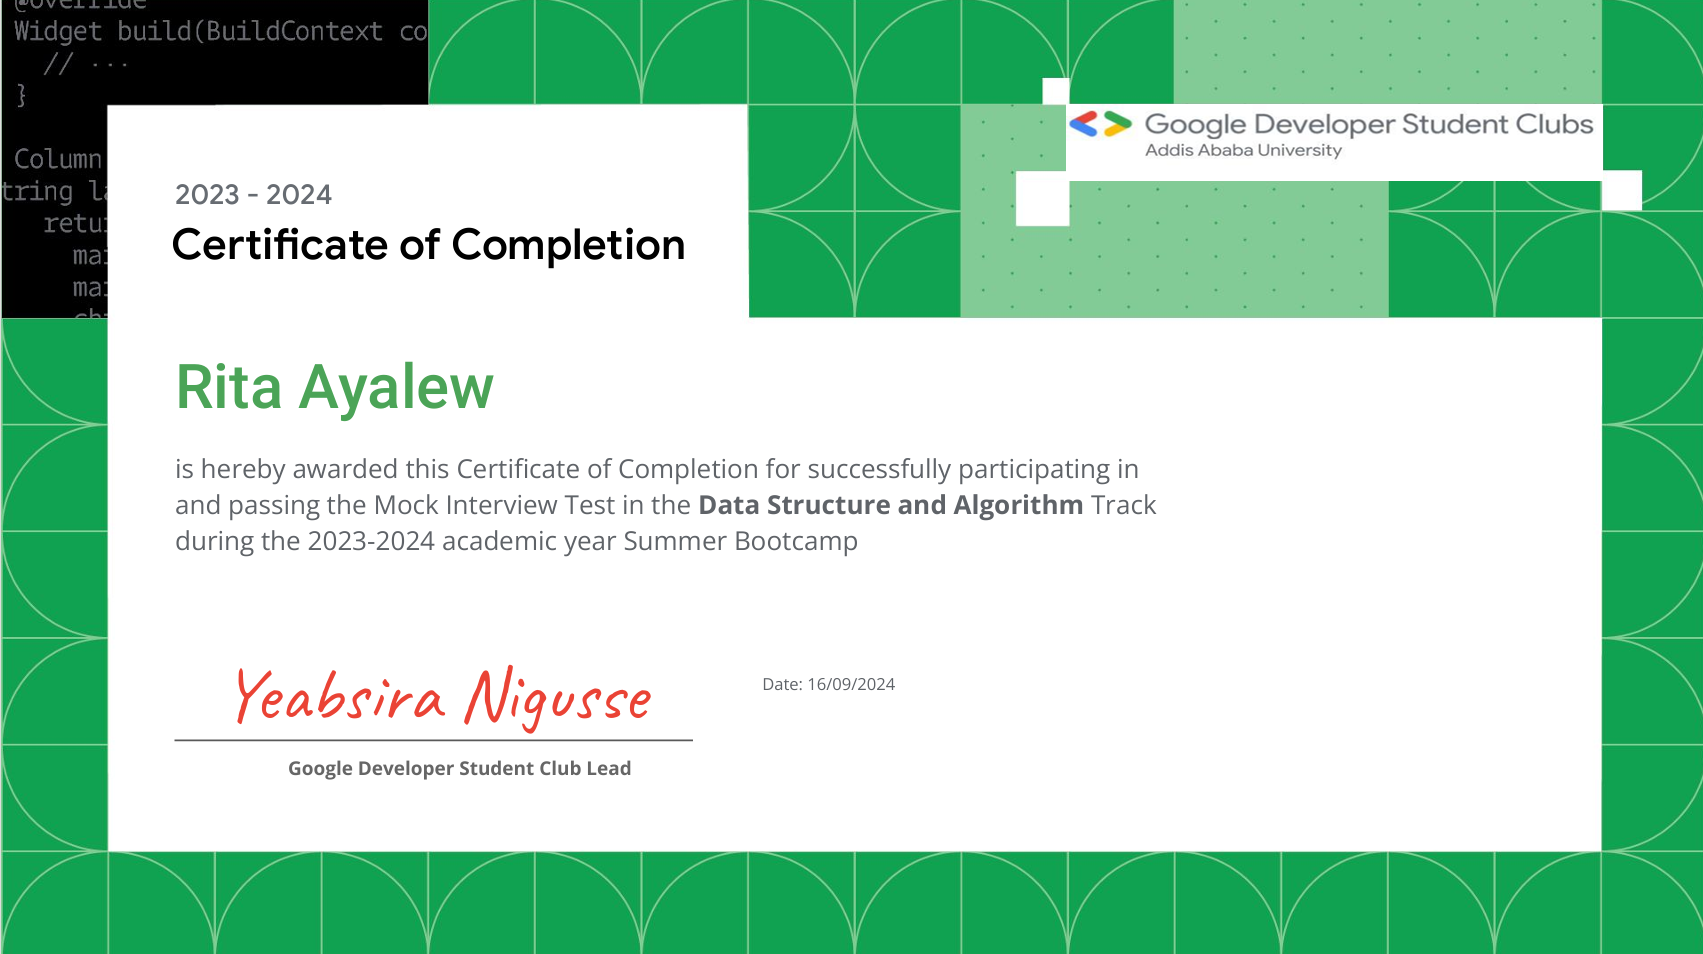 @override
Widget build(BuildContext co
// ...
}
Column
tring la
retu
mai
mai
Google Developer Student Clubs
Addis Ababa University
2023 - 2024
Certificate of Completion
Rita Ayalew
is hereby awarded this Certificate of Completion for successfully participating in
and passing the Mock Interview Test in the Data Structure and Algorithm Track
during the 2023-2024 academic year Summer Bootcamp
Yeabsira Nigusse
Date: 16/09/2024
Google Developer Student Club Lead